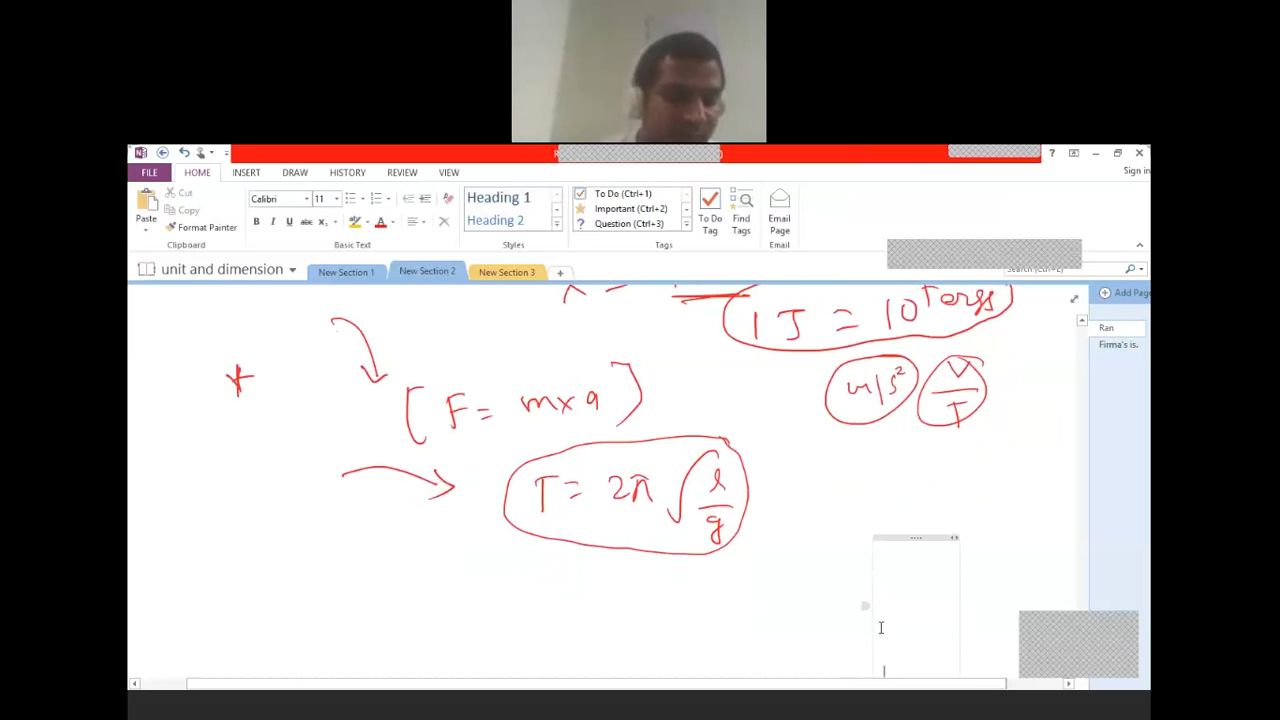 ? 
Sign in
FILE HOME INSERT DRAW HISTORY REVIEW VIEW
Paste
Cut
Copy
Format Painter
Clipboard
Calibri 11
B I U abc X₂ A
Basic Text
Heading 1
Heading 2
Styles
To Do (Ctrl+1)
Important (Ctrl+2)
Question (Ctrl+3)
Tags
To Do Tag
Find Tags
Email Page
Email
unit and dimension New Section 1 New Section 2 New Section 3 +
Add Page
Ran
Firma's is.
1 J = 10⁷ ergs
m/s² V/T
* [F = m×a]
T = 2π √(l/g)